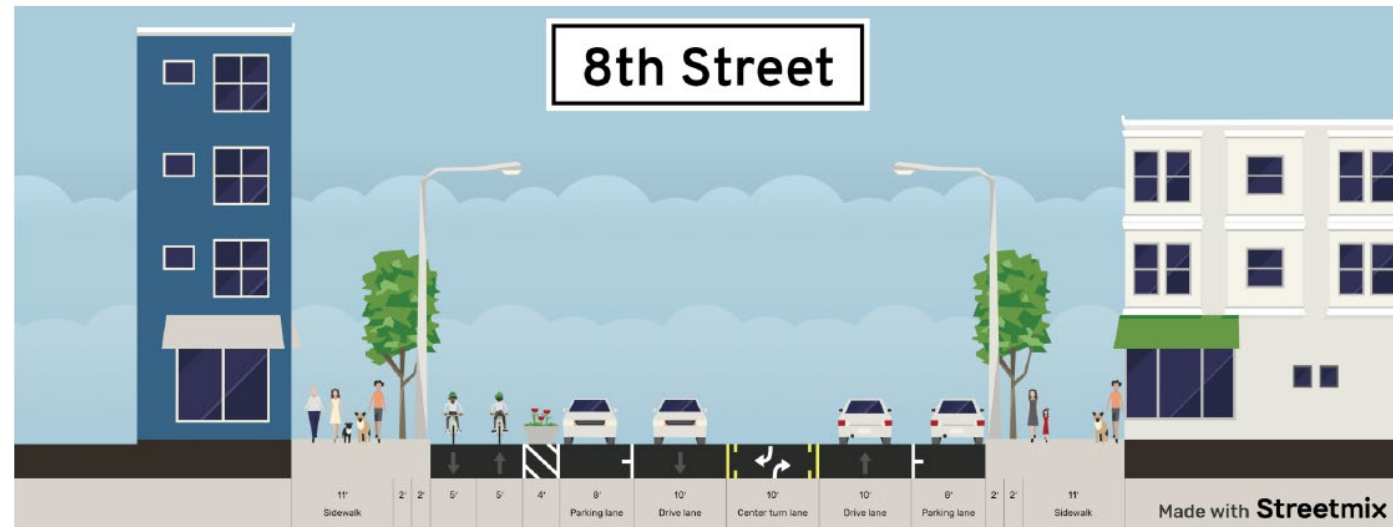 8th Street
11' 2' 2' 5' 5' 4' 8' 10' 10' 10' 8' 2' 2' 11'
Sidewalk Parking lane Drive lane Center turn lane Drive lane Parking lane Sidewalk
Made with Streetmix